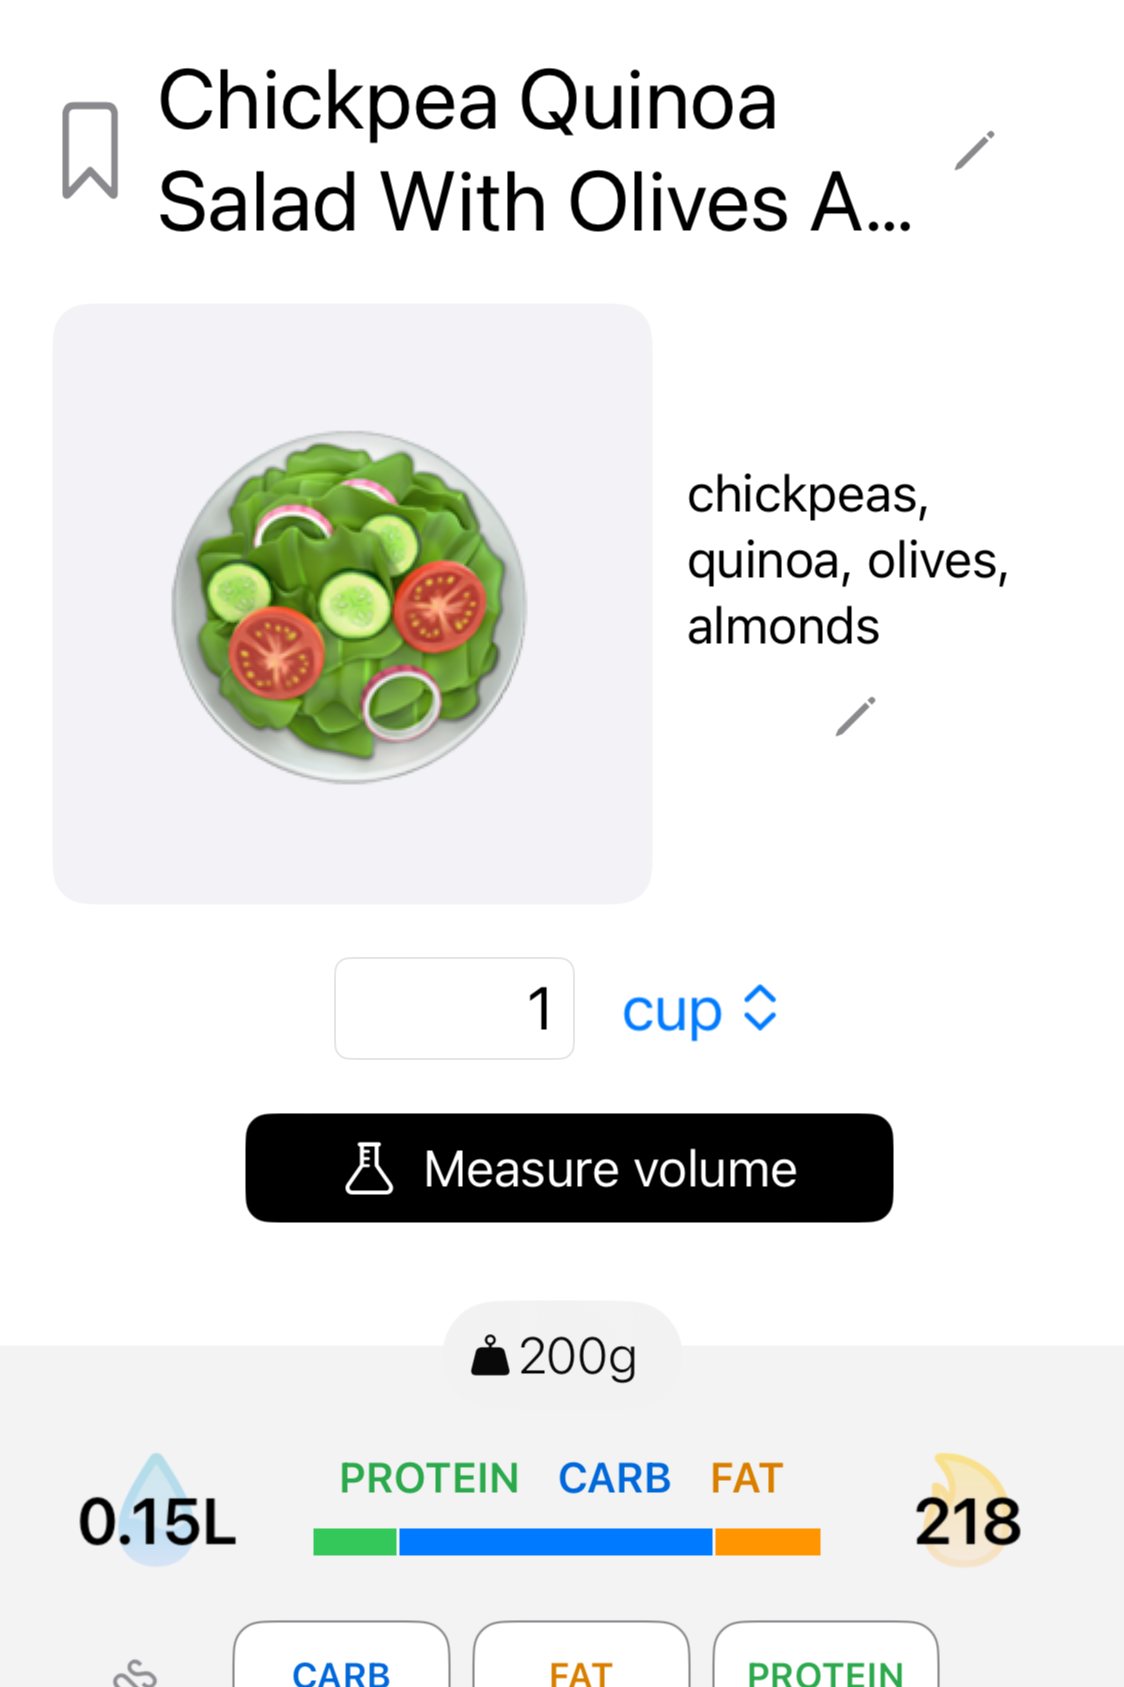 Chickpea Quinoa
Salad With Olives A...
chickpeas,
quinoa, olives,
almonds
1 cup
Measure volume
200g
PROTEIN CARB FAT
0.15L
218
CARB FAT PROTEIN